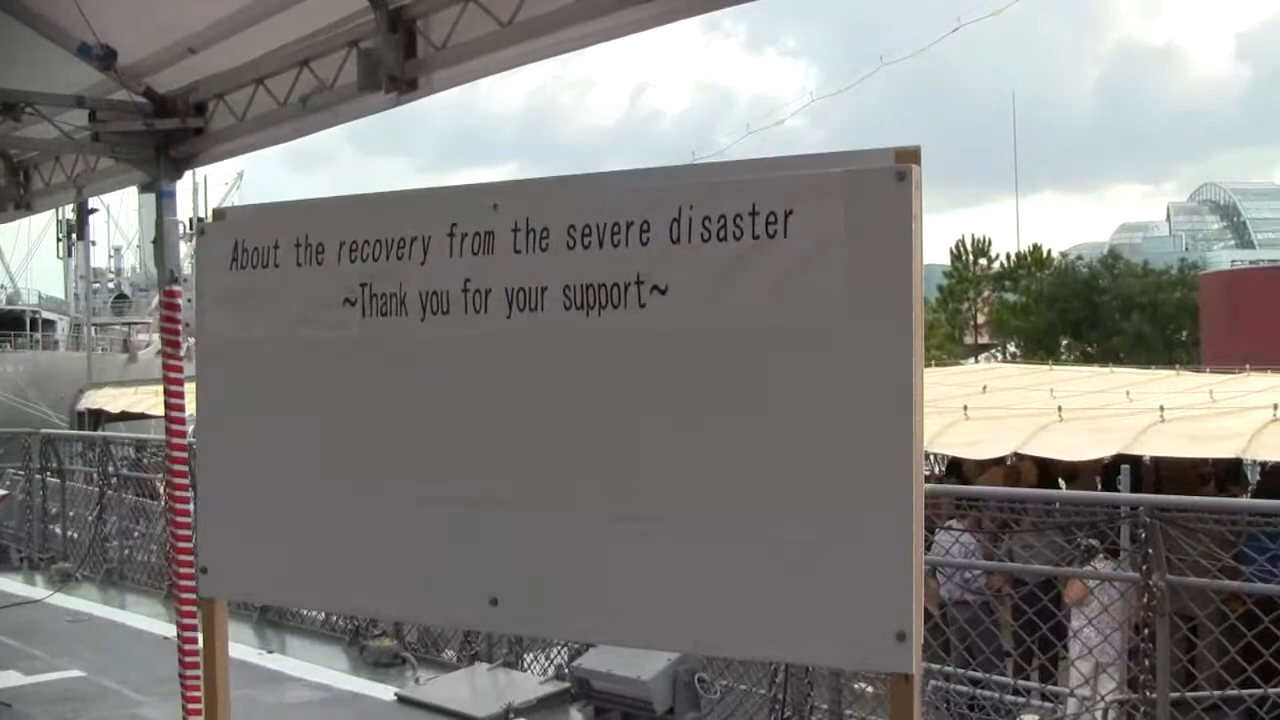 About the recovery from the severe disaster
~Thank you for your support~